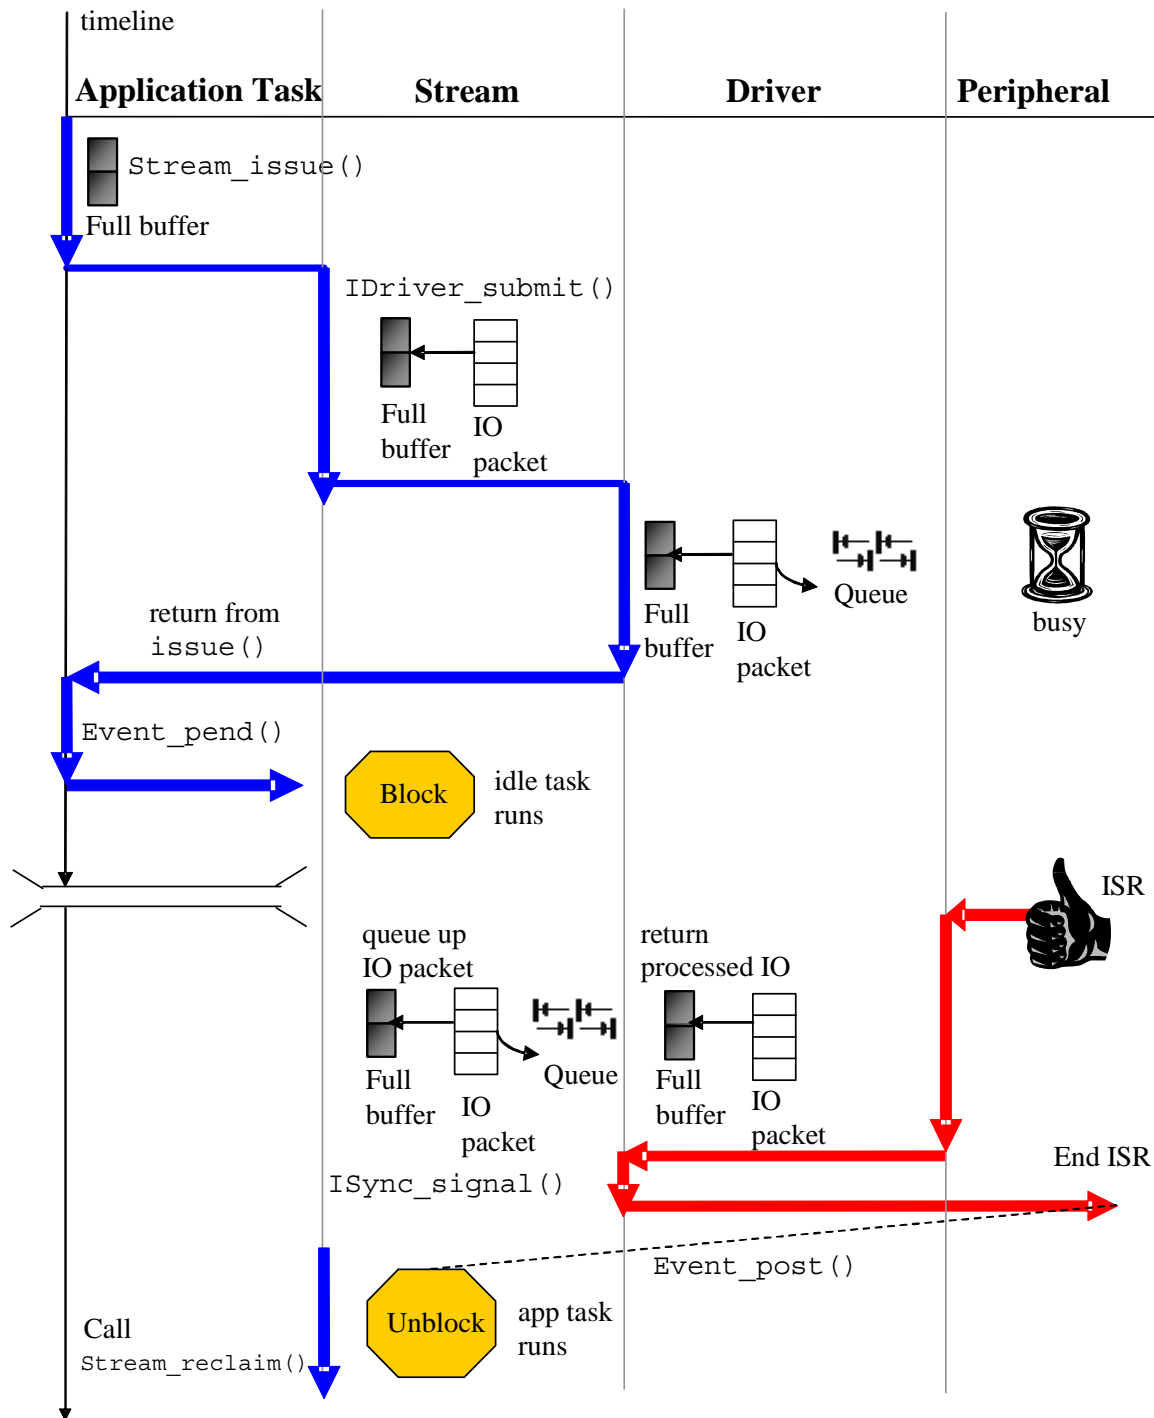 timeline
Application Task
Stream
Driver
Peripheral
Stream_issue()
Full buffer
IDriver_submit()
Full
buffer
IO
packet
Full
buffer
IO
packet
Queue
busy
return from
issue()
Event_pend()
Block
idle task
runs
ISR
queue up
IO packet
return
processed IO
Full
buffer
IO
packet
Queue
Full
buffer
IO
packet
End ISR
ISync_signal()
Event_post()
Unblock
app task
runs
Call
Stream_reclaim()